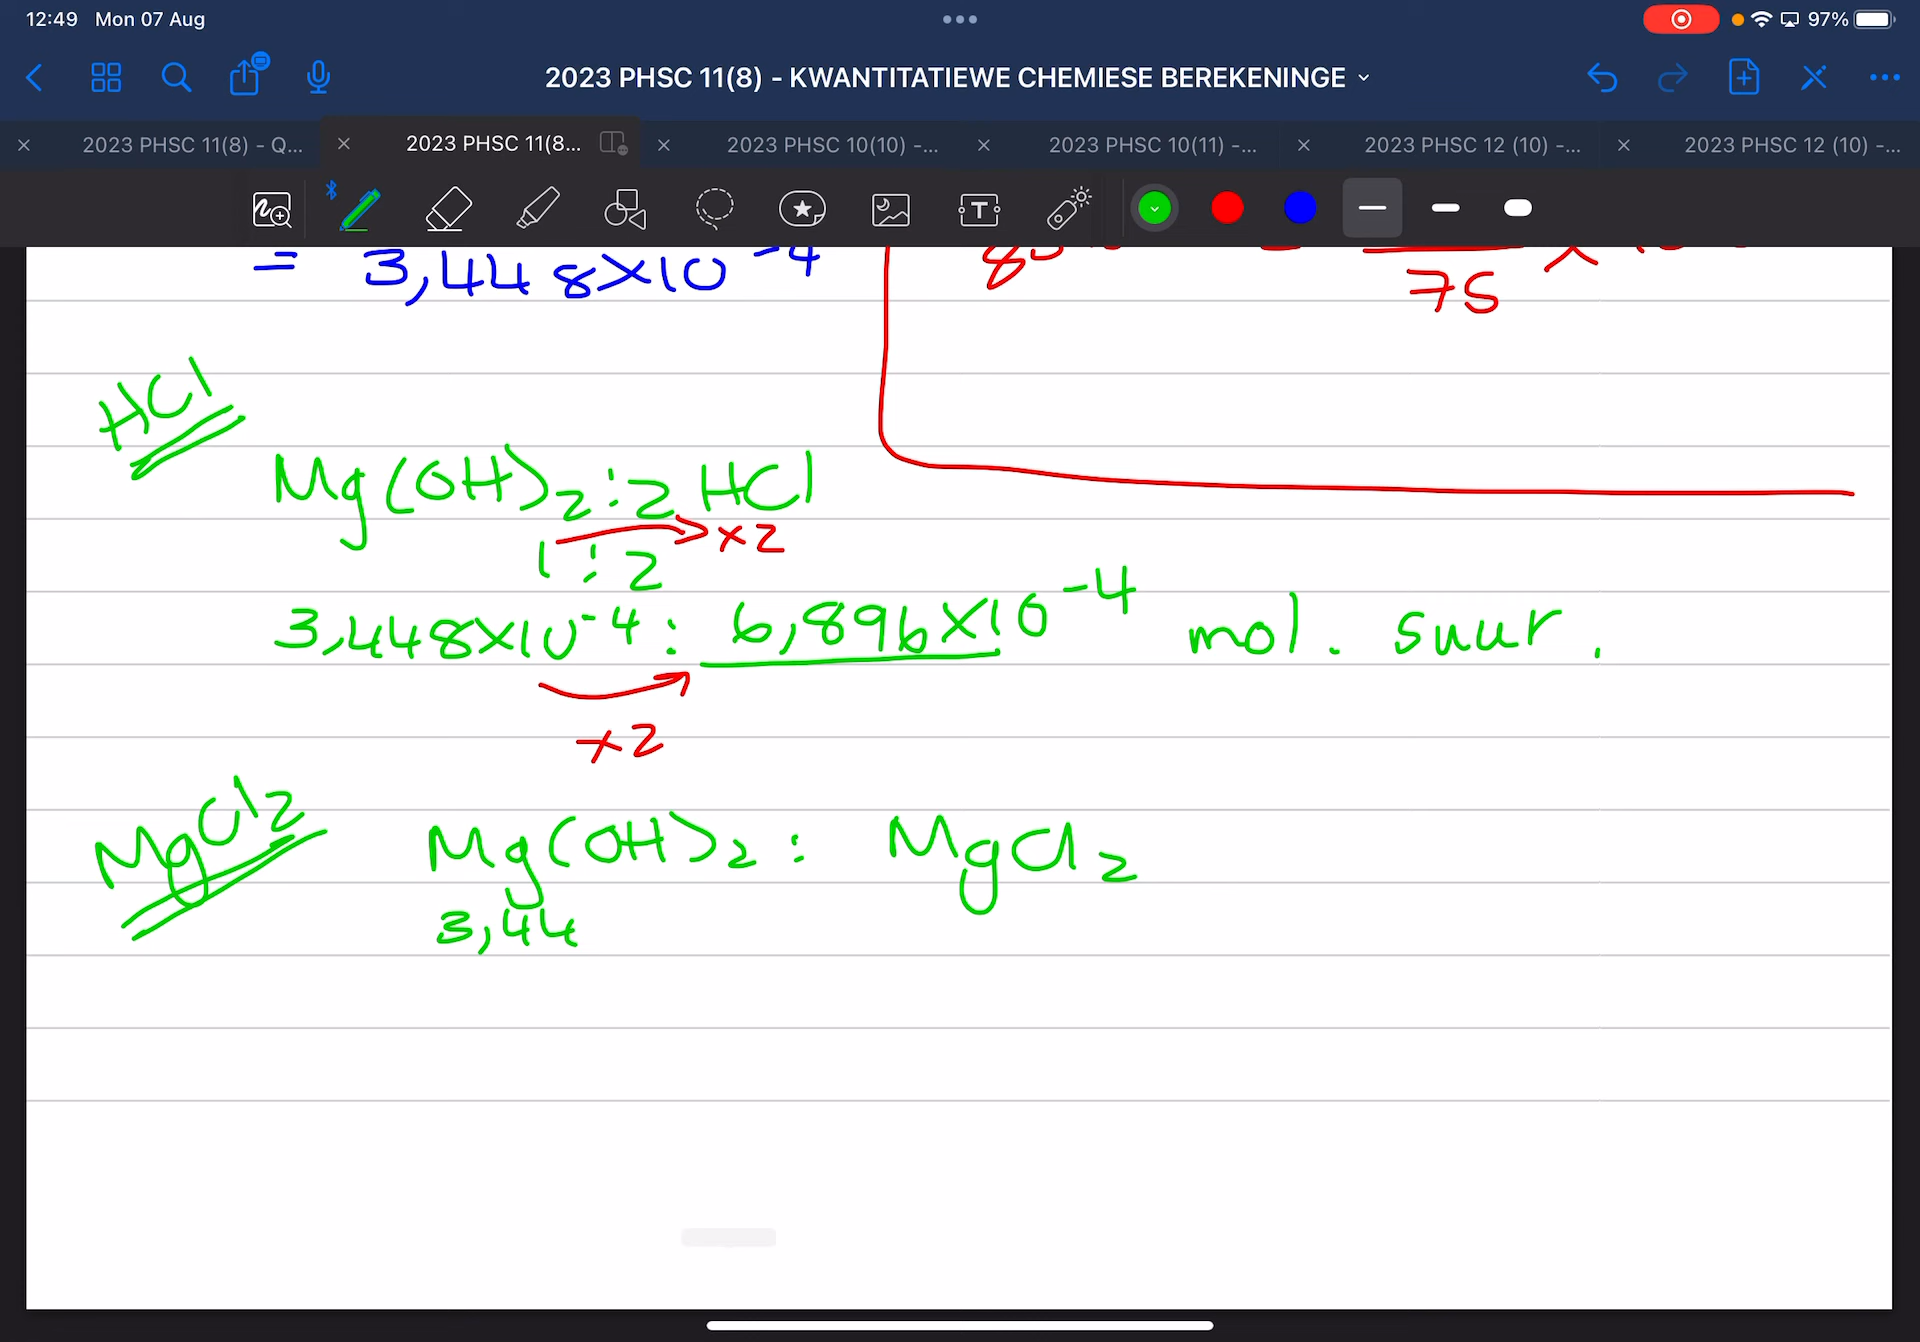 12:49 Mon 07 Aug
97%
2023 PHSC 11(8) - KWANTITATIEWE CHEMIESE BEREKENINGE
2023 PHSC 11(8) - Q...
2023 PHSC 11(8...
2023 PHSC 10(10) -...
2023 PHSC 10(11) -...
2023 PHSC 12 (10) -...
2023 PHSC 12 (10) -...
= 3,448×10⁻⁴
75
HCl
Mg(OH)₂ : 2 HCl
×2
1 : 2
3,448×10⁻⁴ : 6,896×10⁻⁴ mol. suur.
×2
MgCl₂
Mg(OH)₂ : MgCl₂
3,44